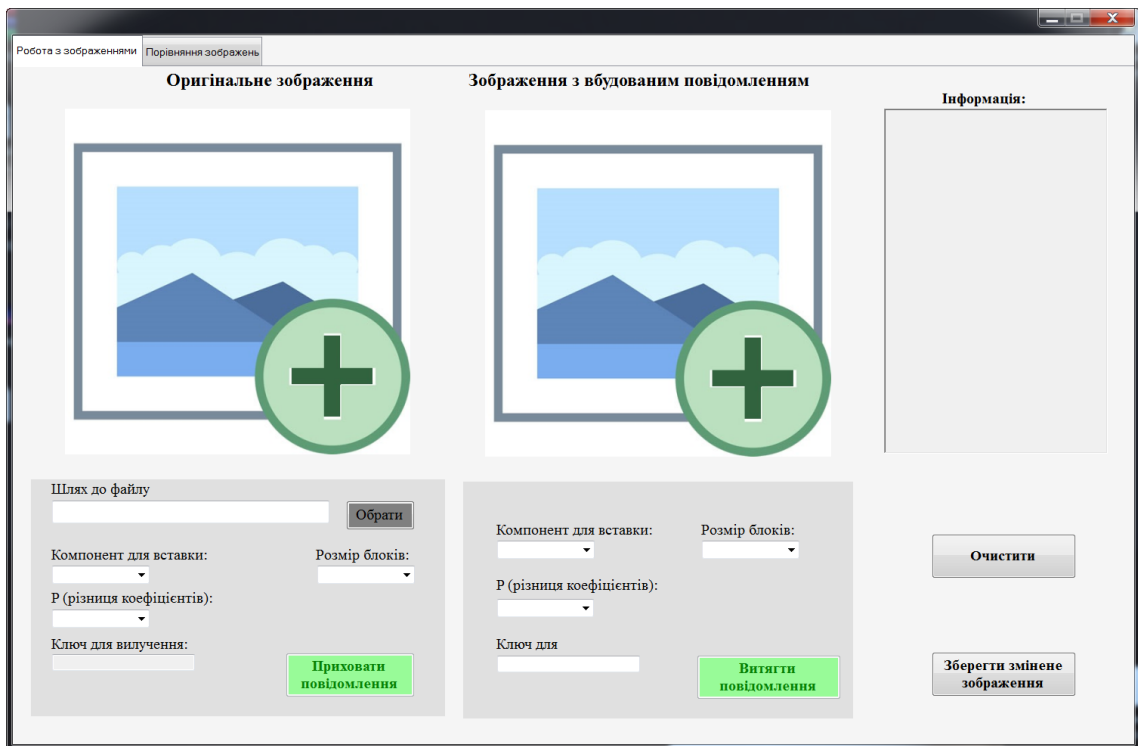 Робота з зображеннями
Порівняння зображень
Оригінальне зображення
Зображення з вбудованим повідомленням
Інформація:
Шлях до файлу
Обрати
Компонент для вставки:
Розмір блоків:
Р (різниця коефіцієнтів):
Ключ для вилучення:
Приховати
повідомлення
Компонент для вставки:
Розмір блоків:
Р (різниця коефіцієнтів):
Ключ для
Витягти
повідомлення
Очистити
Зберегти змінене
зображення